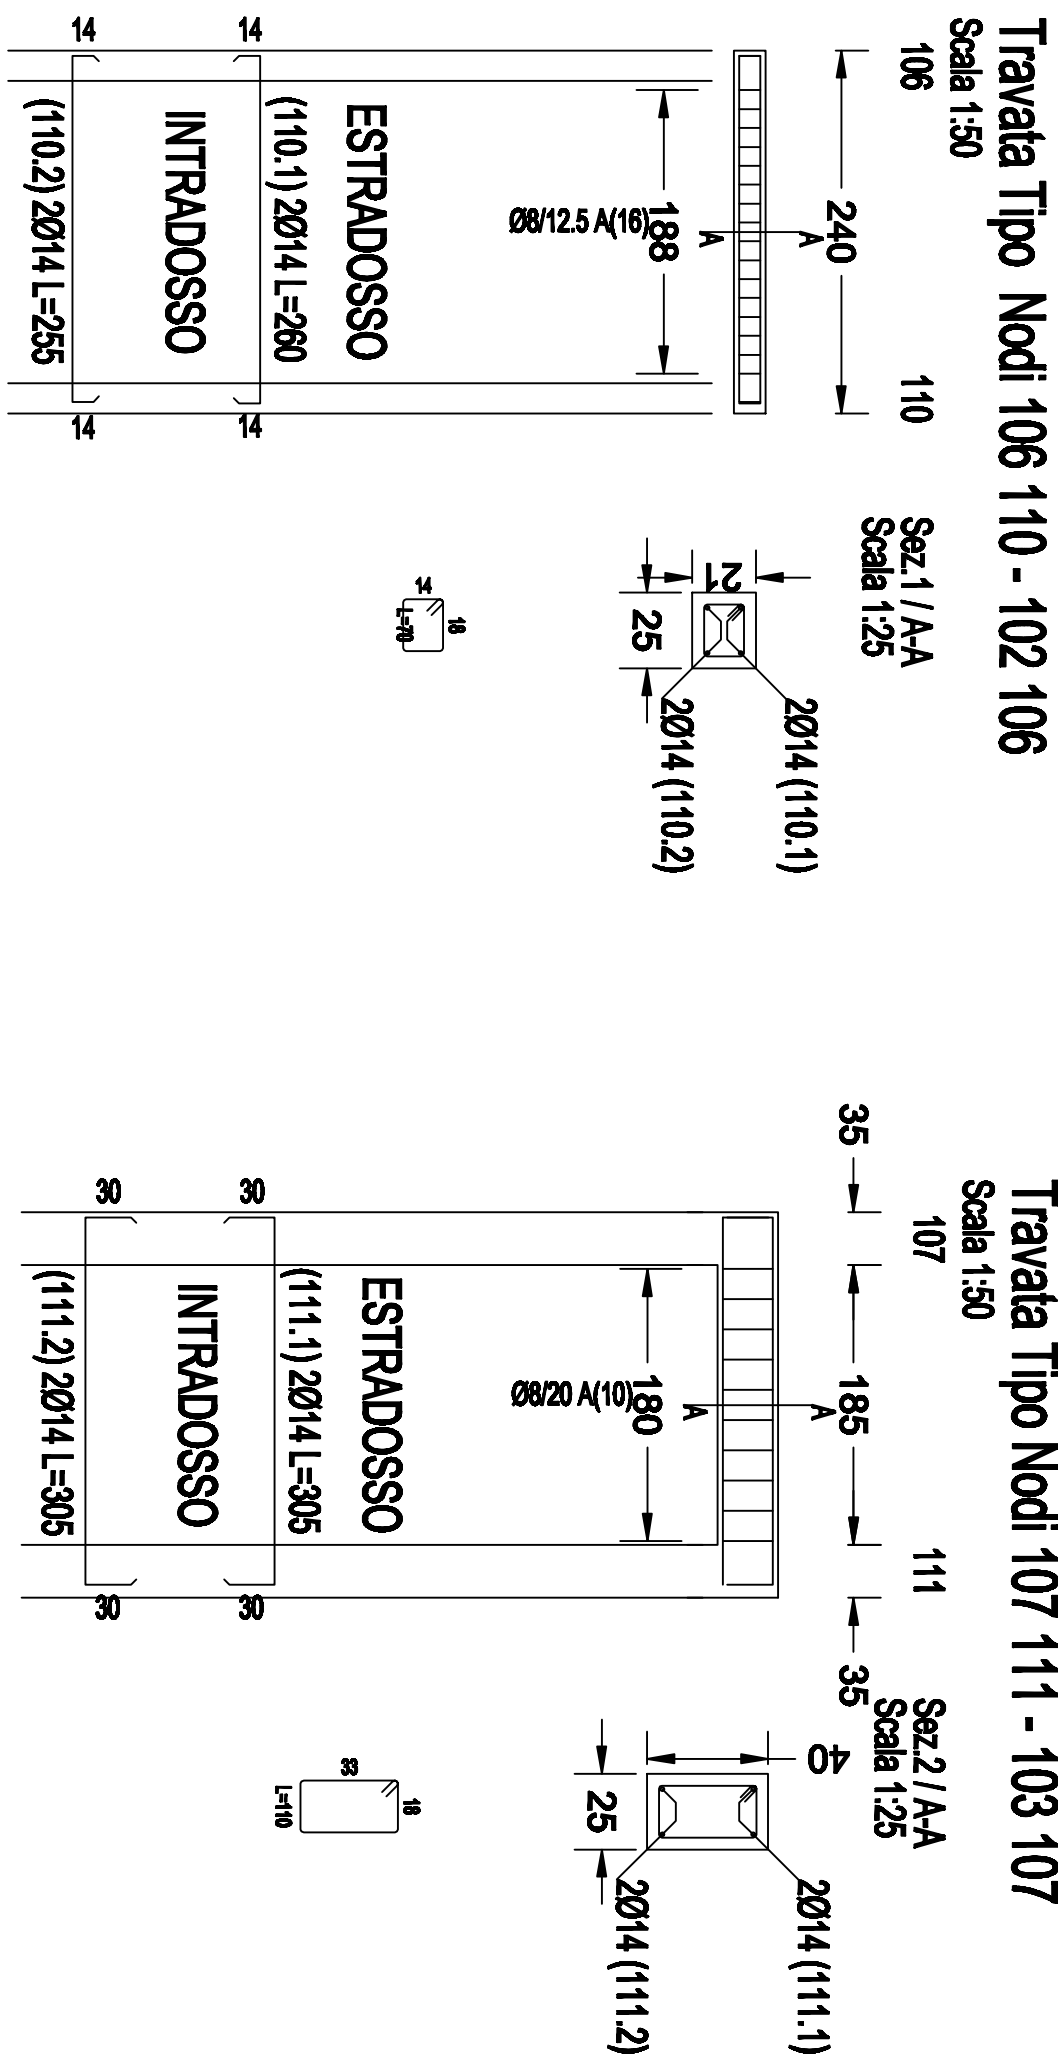 Travata Tipo  Nodi 106 110 - 102 106
Scala 1:50
106
110
240
A
A
188
Ø8/12.5 A(16)
ESTRADOSSO
(110.1) 2Ø14 L=260
14
14
INTRADOSSO
(110.2) 2Ø14 L=255
14
14
Sez.1 / A-A
Scala 1:25
21
25
2Ø14 (110.1)
2Ø14 (110.2)
14
18
L=70
Travata Tipo Nodi 107 111 - 103 107
Scala 1:50
107
111
35
185
35
A
A
180
Ø8/20 A(10)
ESTRADOSSO
(111.1) 2Ø14 L=305
30
30
INTRADOSSO
(111.2) 2Ø14 L=305
30
30
Sez.2 / A-A
Scala 1:25
40
25
2Ø14 (111.1)
2Ø14 (111.2)
33
18
L=110